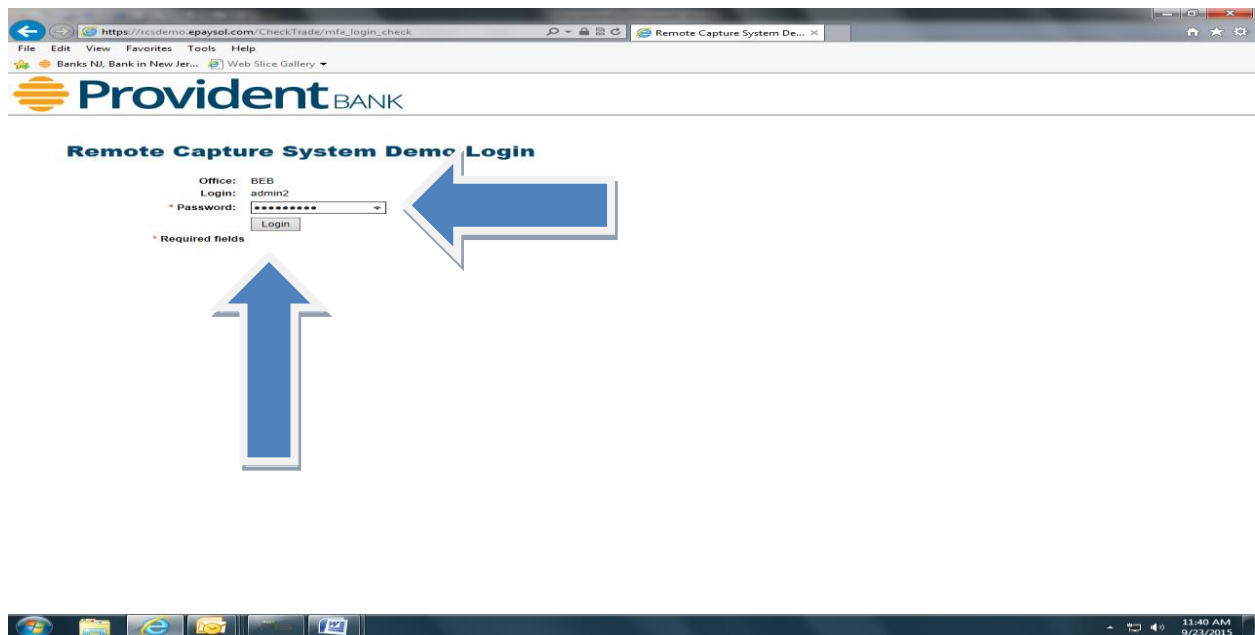 https://rcsdemo.epaysol.com/CheckTrade/mfa_login_check
Remote Capture System De...
File Edit View Favorites Tools Help
Banks NJ, Bank in New Jer... Web Slice Gallery
Provident BANK
Remote Capture System Demo Login
Office: BEB
Login: admin2
* Password: •••••••••
Login
* Required fields
11:40 AM
9/23/2015